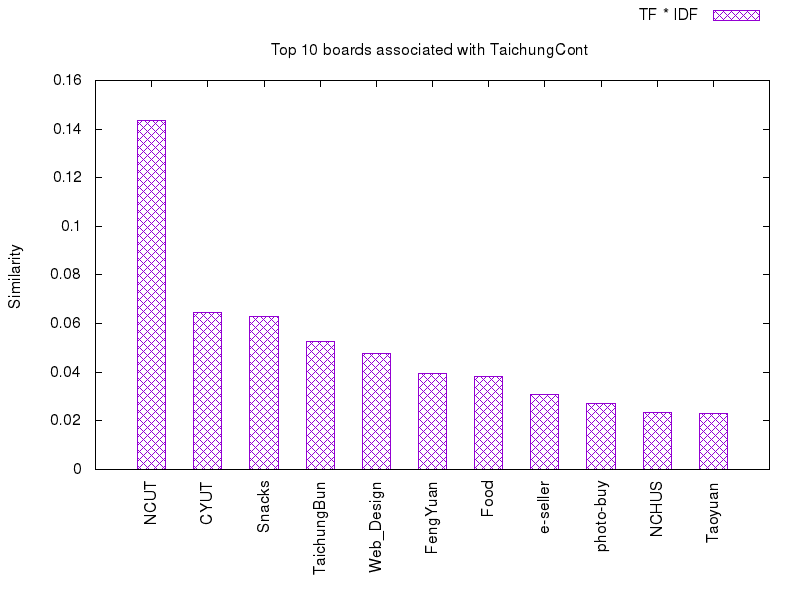 TF * IDF
Top 10 boards associated with TaichungCont
0.16
0.14
0.12
0.1
0.08
0.06
0.04
0.02
0
Similarity
NCUT
CYUT
Snacks
TaichungBun
Web_Design
FengYuan
Food
e-seller
photo-buy
NCHUS
Taoyuan